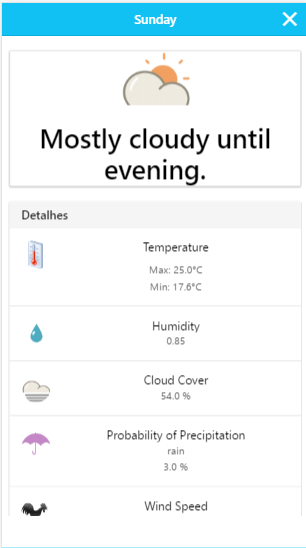 Sunday
Mostly cloudy until
evening.
Detalhes
Temperature
Max: 25.0°C
Min: 17.6°C
Humidity
0.85
Cloud Cover
54.0 %
Probability of Precipitation
rain
3.0 %
Wind Speed